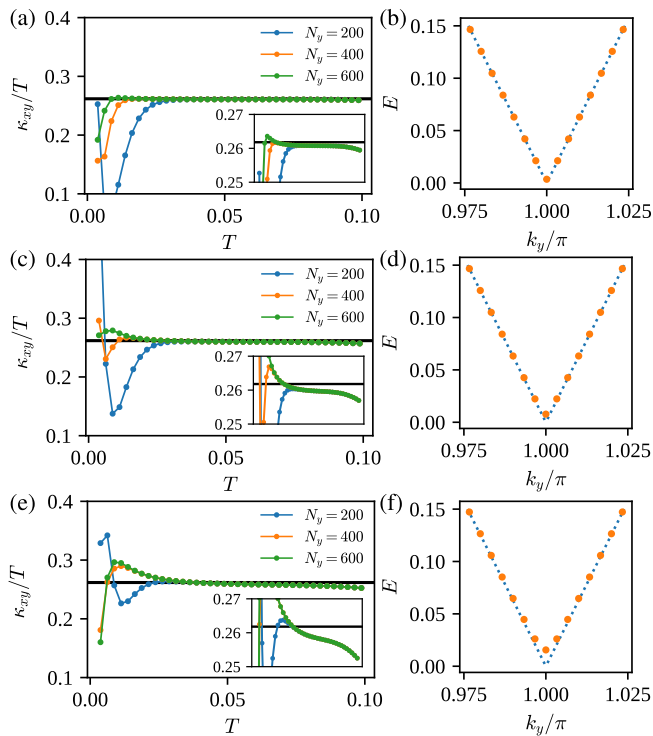 (a)
0.4
0.3
0.2
0.1
κxy/T
Ny = 200
Ny = 400
Ny = 600
0.27
0.26
0.25
0.00
0.05
0.10
T
(b)
0.15
0.10
0.05
0.00
E
0.975
1.000
1.025
ky/π
(c)
0.4
0.3
0.2
0.1
κxy/T
Ny = 200
Ny = 400
Ny = 600
0.27
0.26
0.25
0.00
0.05
0.10
T
(d)
0.15
0.10
0.05
0.00
E
0.975
1.000
1.025
ky/π
(e)
0.4
0.3
0.2
0.1
κxy/T
Ny = 200
Ny = 400
Ny = 600
0.27
0.26
0.25
0.00
0.05
0.10
T
(f)
0.15
0.10
0.05
0.00
E
0.975
1.000
1.025
ky/π